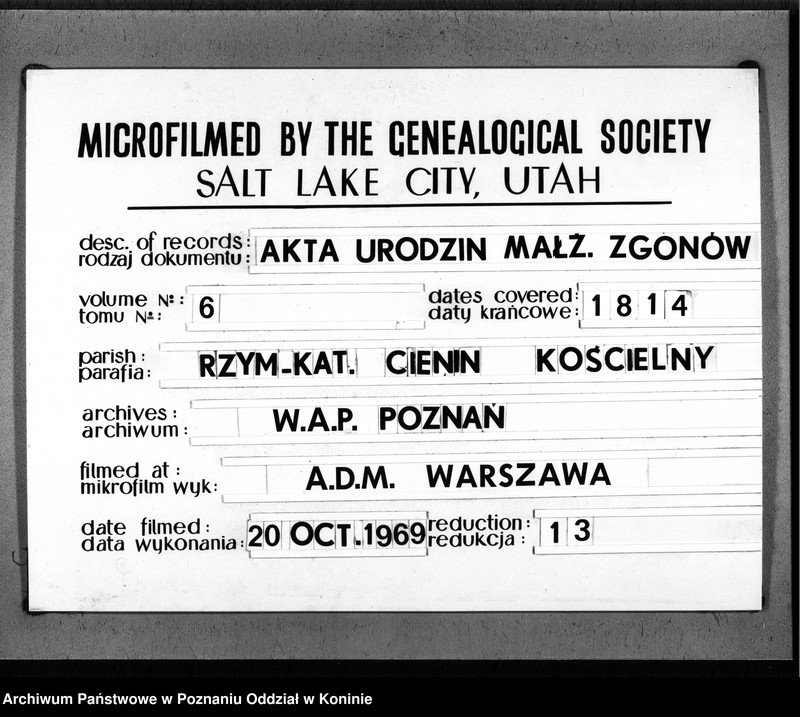 MICROFILMED BY THE GENEALOGICAL SOCIETY
SALT LAKE CITY, UTAH
desc. of records:
rodzaj dokumentu: AKTA URODZIN MAŁŻ. ZGONÓW
volume №: dates covered:
tomu №: 6 daty krańcowe: 1814
parish:
parafia: RZYM-KAT. CIENIN KOŚCIELNY
archives:
archiwum: W.A.P. POZNAŃ
filmed at:
mikrofilm wyk: A.D.M. WARSZAWA
date filmed: reduction:
data wykonania: 20 OCT. 1969 redukcja: 13
Archiwum Państwowe w Poznaniu Oddział w Koninie